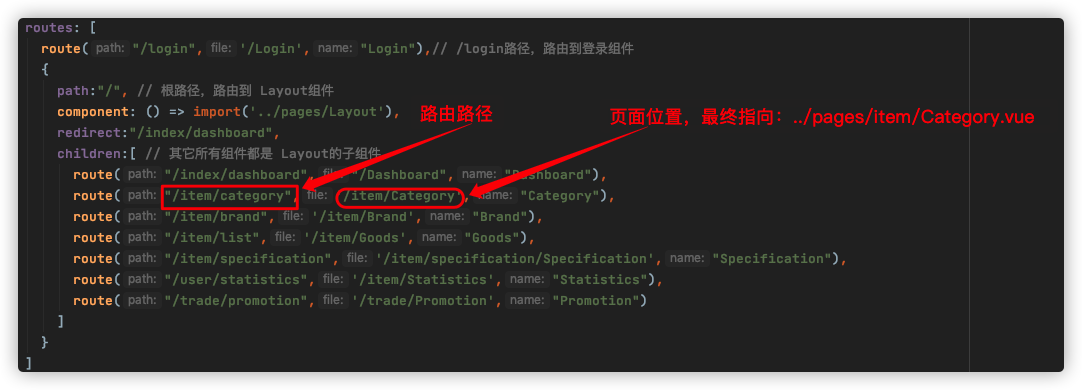 routes: [
route( path: "/login", file: '/Login', name: "Login"),// /login路径，路由到登录组件
{
path:"/", // 根路径，路由到 Layout组件
component: () => import('../pages/Layout'),
路由路径
页面位置，最终指向：../pages/item/Category.vue
redirect:"/index/dashboard",
children:[ // 其它所有组件都是 Layout的子组件
route( path: "/index/dashboard", file: "/Dashboard", name: "Dashboard"),
route( path: "/item/category", file: '/item/Category', name: "Category"),
route( path: "/item/brand", file: '/item/Brand', name: "Brand"),
route( path: "/item/list", file: '/item/Goods', name: "Goods"),
route( path: "/item/specification", file: '/item/specification/Specification', name: "Specification"),
route( path: "/user/statistics", file: '/item/Statistics', name: "Statistics"),
route( path: "/trade/promotion", file: '/trade/Promotion', name: "Promotion")
]
}
]